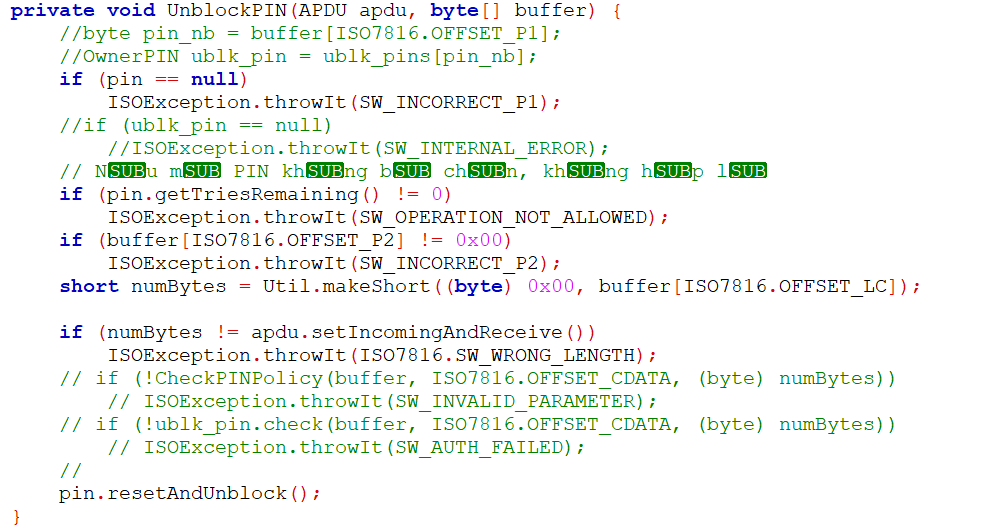 private void UnblockPIN(APDU apdu, byte[] buffer) {
    //byte pin_nb = buffer[ISO7816.OFFSET_P1];
    //OwnerPIN ublk_pin = ublk_pins[pin_nb];
    if (pin == null)
        ISOException.throwIt(SW_INCORRECT_P1);
    //if (ublk_pin == null)
        //ISOException.throwIt(SW_INTERNAL_ERROR);
    // NSUBu mSUB PIN khSUBng bSUB chSUBn, khSUBng hSUBp lSUB
    if (pin.getTriesRemaining() != 0)
        ISOException.throwIt(SW_OPERATION_NOT_ALLOWED);
    if (buffer[ISO7816.OFFSET_P2] != 0x00)
        ISOException.throwIt(SW_INCORRECT_P2);
    short numBytes = Util.makeShort((byte) 0x00, buffer[ISO7816.OFFSET_LC]);
    if (numBytes != apdu.setIncomingAndReceive())
        ISOException.throwIt(ISO7816.SW_WRONG_LENGTH);
    // if (!CheckPINPolicy(buffer, ISO7816.OFFSET_CDATA, (byte) numBytes))
        // ISOException.throwIt(SW_INVALID_PARAMETER);
    // if (!ublk_pin.check(buffer, ISO7816.OFFSET_CDATA, (byte) numBytes))
        // ISOException.throwIt(SW_AUTH_FAILED);
    //
    pin.resetAndUnblock();
}